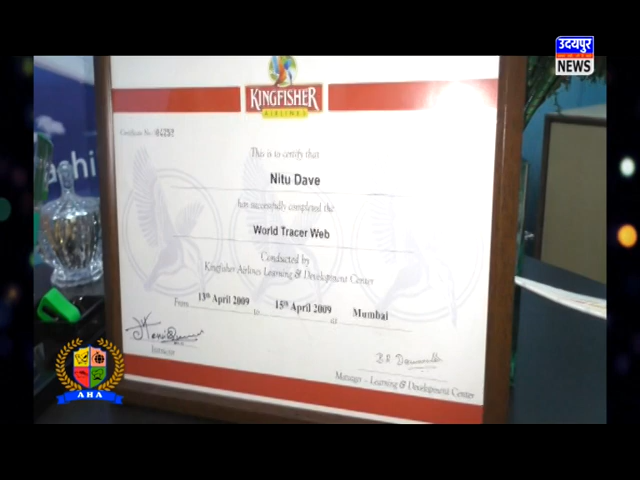 उदयपुर
NEWS
KINGFISHER
AIRLINES
Certificate No:
This is to certify that
Nitu Dave
has successfully completed the
World Tracer Web
Conducted by
Kingfisher Airlines Learning & Development Center
From 13th April 2009 to 15th April 2009 at Mumbai
Instructor
Manager - Learning & Development Center
AHA